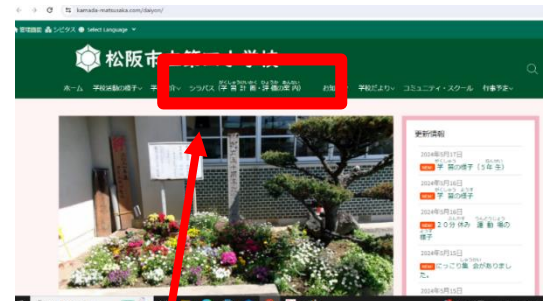 kamada-matsusaka.com/daiyon/
管理画面 シビラス Select Language
松阪市立第四小学校
ホーム 学校活動の様子 シラバス(学習計画・評価の案内) 学校だより コミュニティ・スクール 行事予定
更新情報
2024年5月17日
学習の様子(5年生)
2024年5月16日
学習の様子
2024年5月16日
20分休み 運動場の
様子
2024年5月15日
にっこり集会がありまし
た。
2024年5月15日